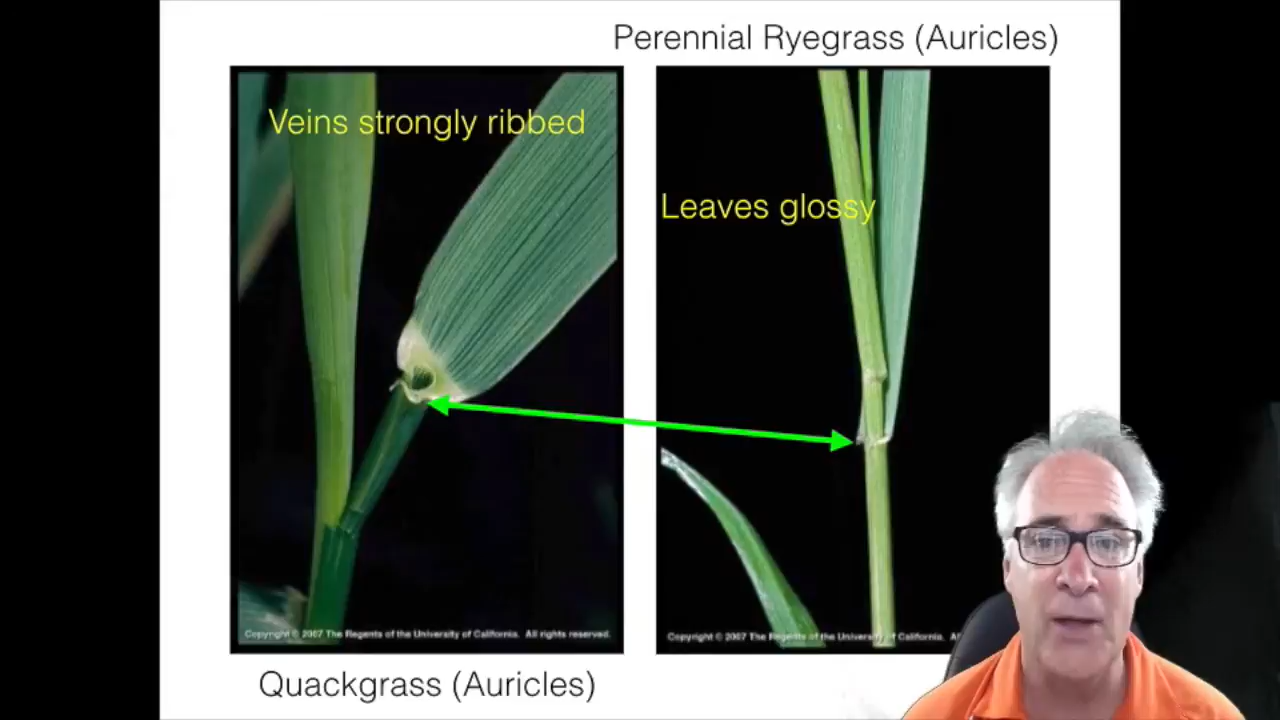 Perennial Ryegrass (Auricles)
Veins strongly ribbed
Leaves glossy
Copyright © 2007 The Regents of the University of California. All rights reserved.
Copyright © 2007 The Regents of the University of California. Al
Quackgrass (Auricles)